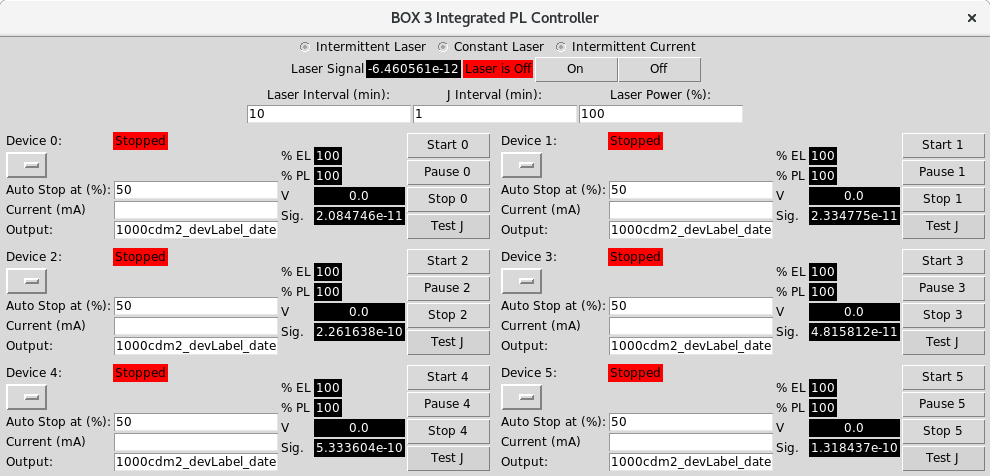 BOX 3 Integrated PL Controller ×
Intermittent Laser Constant Laser Intermittent Current
Laser Signal -6.460561e-12 Laser is Off On Off
Laser Interval (min): J Interval (min): Laser Power (%):
10 1 100
Device 0: Stopped Start 0 Device 1: Stopped Start 1
% EL 100 % EL 100
% PL 100 Pause 0 % PL 100 Pause 1
Auto Stop at (%): 50 V 0.0 Stop 0 Auto Stop at (%): 50 V 0.0 Stop 1
Current (mA) Sig. 2.084746e-11 Current (mA) Sig. 2.334775e-11
Output: 1000cdm2_devLabel_date Test J Output: 1000cdm2_devLabel_date Test J
Device 2: Stopped Start 2 Device 3: Stopped Start 3
% EL 100 % EL 100
% PL 100 Pause 2 % PL 100 Pause 3
Auto Stop at (%): 50 V 0.0 Stop 2 Auto Stop at (%): 50 V 0.0 Stop 3
Current (mA) Sig. 2.261638e-10 Current (mA) Sig. 4.815812e-11
Output: 1000cdm2_devLabel_date Test J Output: 1000cdm2_devLabel_date Test J
Device 4: Stopped Start 4 Device 5: Stopped Start 5
% EL 100 % EL 100
% PL 100 Pause 4 % PL 100 Pause 5
Auto Stop at (%): 50 V 0.0 Stop 4 Auto Stop at (%): 50 V 0.0 Stop 5
Current (mA) Sig. 5.333604e-10 Current (mA) Sig. 1.318437e-10
Output: 1000cdm2_devLabel_date Test J Output: 1000cdm2_devLabel_date Test J